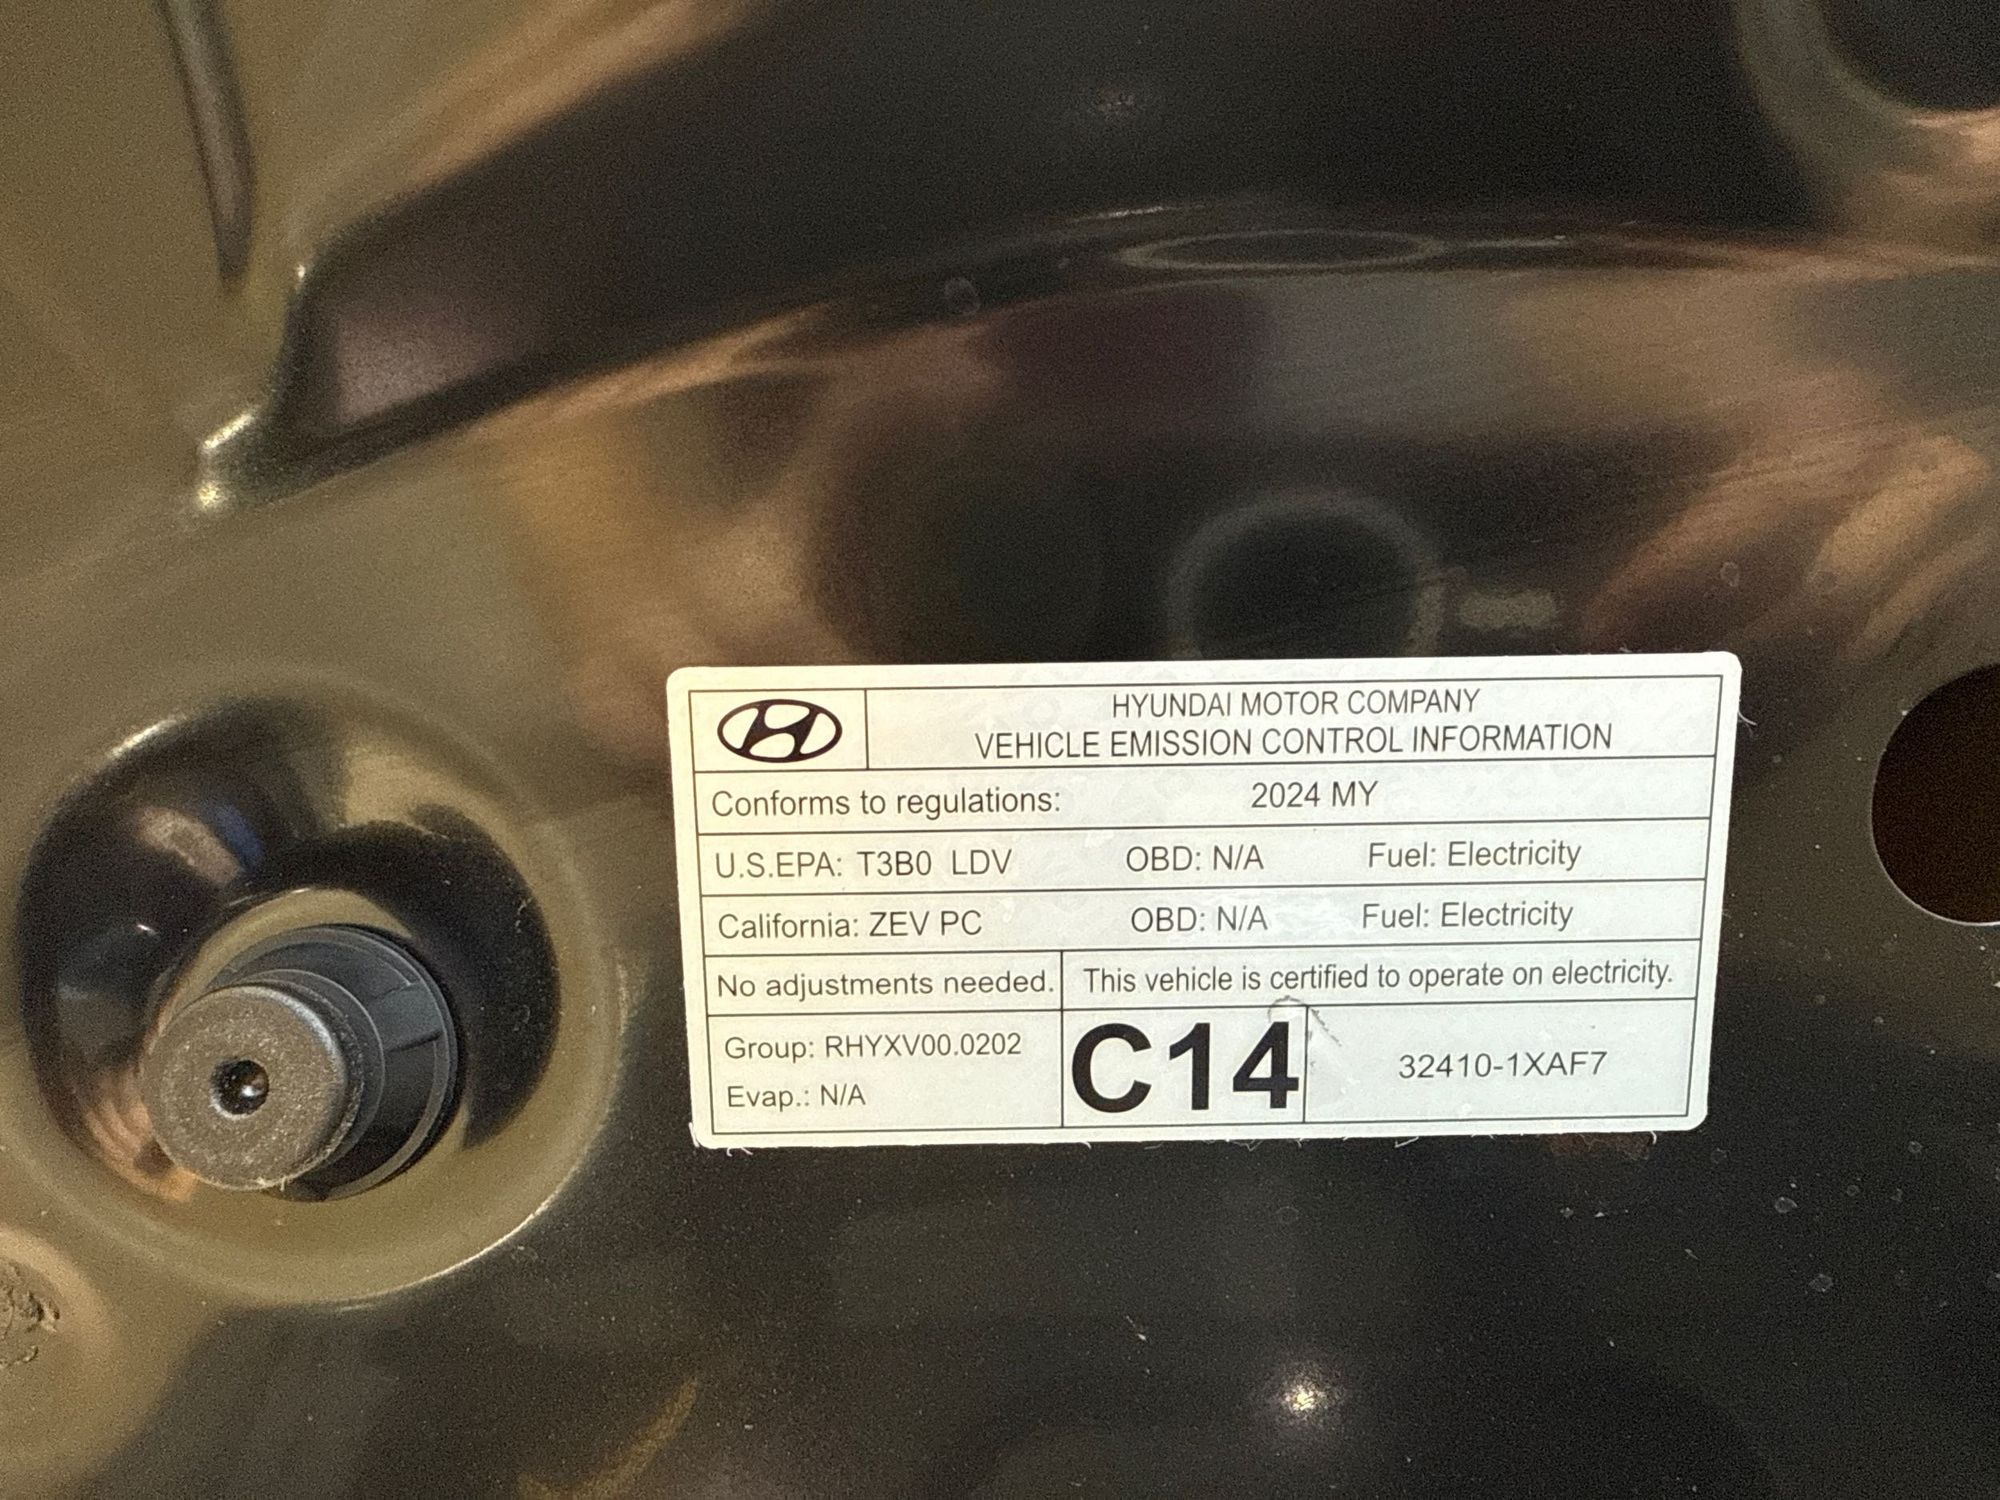 HYUNDAI MOTOR COMPANY
VEHICLE EMISSION CONTROL INFORMATION
Conforms to regulations: 2024 MY
U.S.EPA: T3B0 LDV OBD: N/A Fuel: Electricity
California: ZEV PC OBD: N/A Fuel: Electricity
No adjustments needed. This vehicle is certified to operate on electricity.
Group: RHYXV00.0202
Evap.: N/A
C14
32410-1XAF7